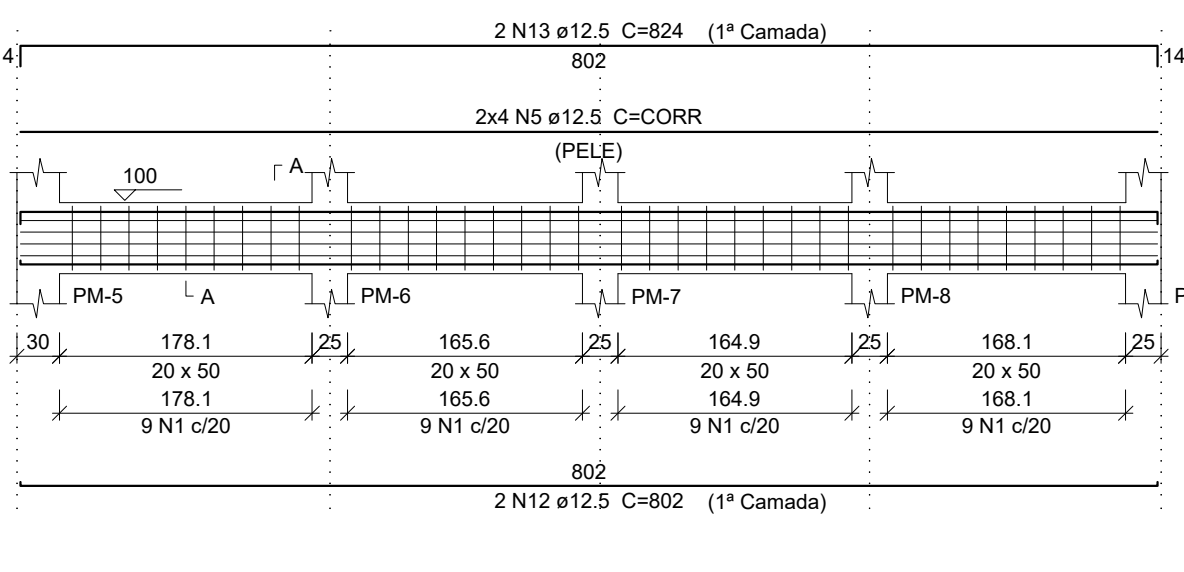 2 N13 ø12.5 C=824 (1ª Camada)
4 802 14
2x4 N5 ø12.5 C=CORR
(PELE)
A
100
PM-5 A PM-6 PM-7 PM-8 P
30 178.1 25 165.6 25 164.9 25 168.1 25
20 x 50 20 x 50 20 x 50 20 x 50
178.1 165.6 164.9 168.1
9 N1 c/20 9 N1 c/20 9 N1 c/20 9 N1 c/20
802
2 N12 ø12.5 C=802 (1ª Camada)